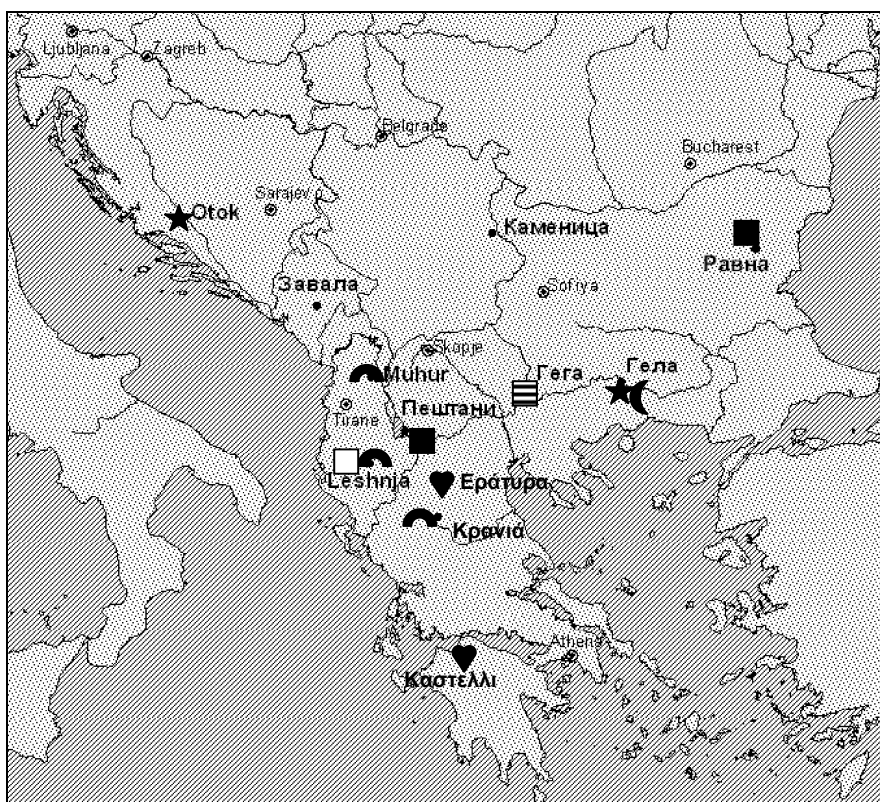 Ljubljana
Zagreb
Belgrade
Bucharest
Sarajevo
Otok
Каменица
Равна
Завала
Sofiya
Skopje
Muhur
Гега
Гела
Tirane
Пештани
Leshnja
Εράτυρα
Κρανιά
Athens
Καστελλι